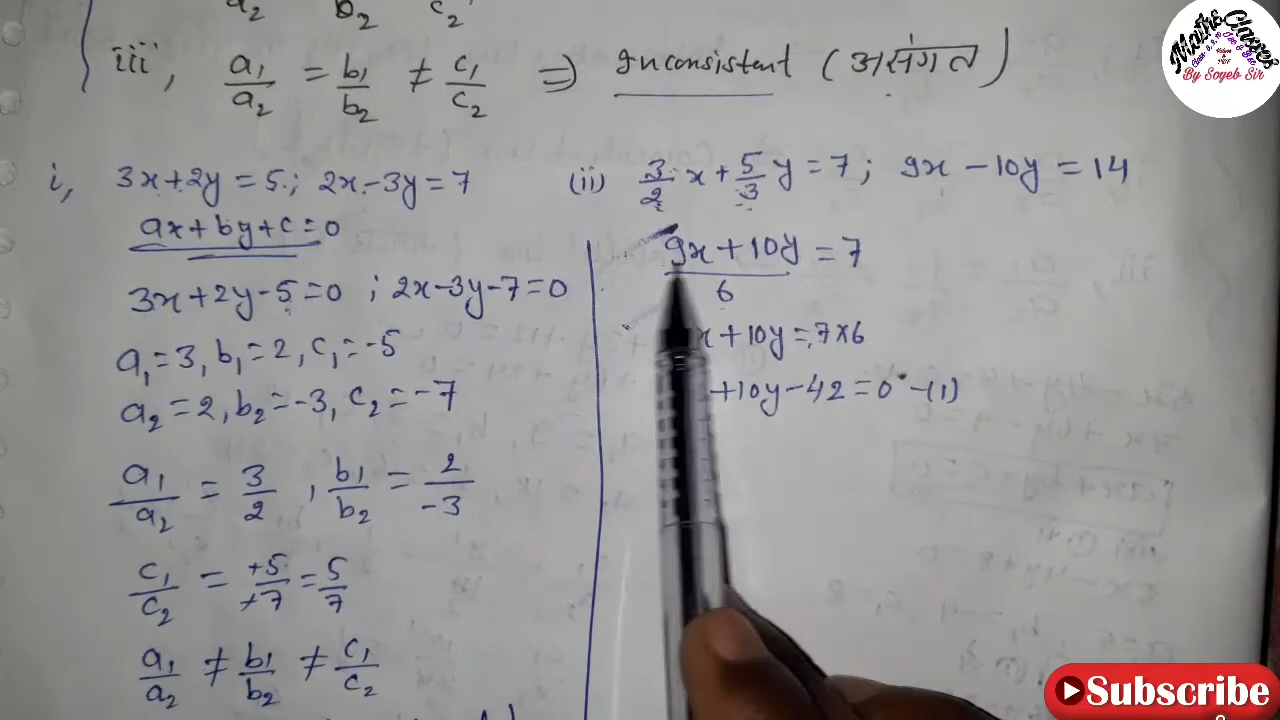 a₂ b₂ c₂
iii, a₁/a₂ = b₁/b₂ ≠ c₁/c₂ ⇒ Inconsistent (असंगत)
i, 3x+2y=5; 2x-3y=7
ax+by+c=0
3x+2y-5=0 ; 2x-3y-7=0
a₁=3, b₁=2, c₁=-5
a₂=2, b₂=-3, c₂=-7
a₁/a₂ = 3/2 , b₁/b₂ = 2/-3
c₁/c₂ = +5/+7 = 5/7
a₁/a₂ ≠ b₁/b₂ ≠ c₁/c₂
(ii) 3/2 x + 5/3 y = 7; 9x - 10y = 14
9x+10y/6 = 7
x+10y=7×6
+10y-42=0 -(1)
Maths Classes
By Soyeb Sir
Subscribe